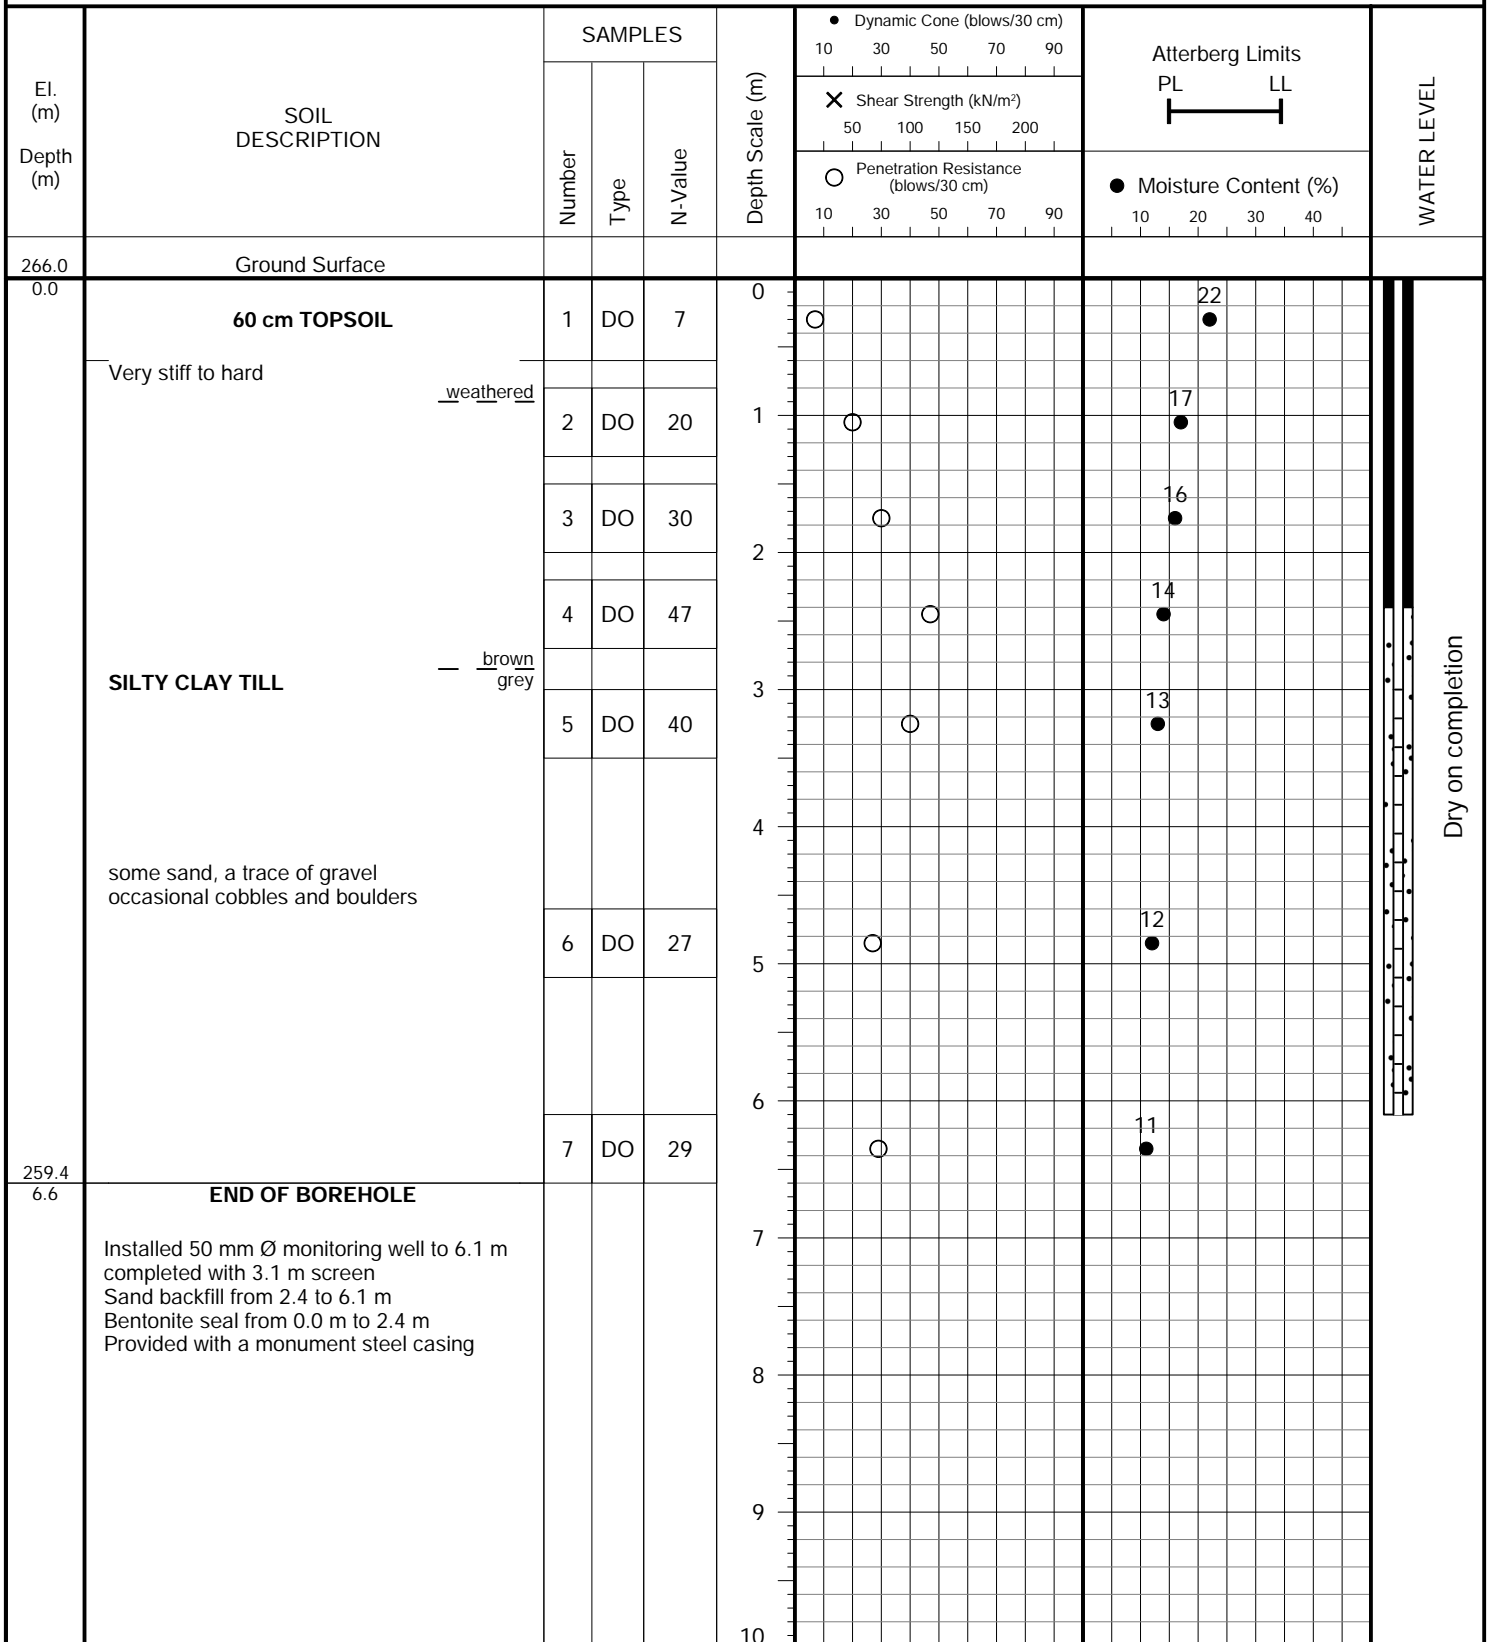 El.
(m)
Depth
(m)
SOIL
DESCRIPTION
SAMPLES
Number
Type
N-Value
Depth Scale (m)
Dynamic Cone (blows/30 cm)
10 30 50 70 90
Shear Strength (kN/m²)
50 100 150 200
Penetration Resistance
(blows/30 cm)
10 30 50 70 90
Atterberg Limits
PL LL
Moisture Content (%)
10 20 30 40
WATER LEVEL
266.0 Ground Surface
0.0
0
22
60 cm TOPSOIL 1 DO 7
Very stiff to hard
weathered
17
1
2 DO 20
16
3 DO 30
2
14
4 DO 47
brown
SILTY CLAY TILL
grey
3
13
5 DO 40
Dry on completion
4
some sand, a trace of gravel
occasional cobbles and boulders
12
6 DO 27
5
6
11
7 DO 29
259.4
6.6 END OF BOREHOLE
7
Installed 50 mm Ø monitoring well to 6.1 m
completed with 3.1 m screen
Sand backfill from 2.4 to 6.1 m
Bentonite seal from 0.0 m to 2.4 m
Provided with a monument steel casing
8
9
10